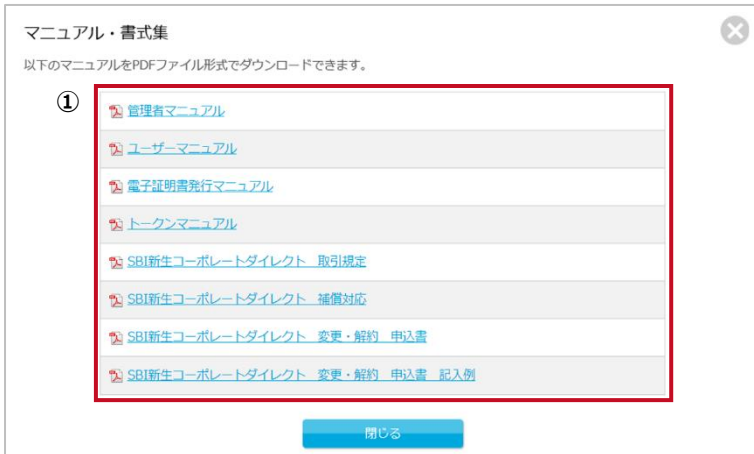 マニュアル・書式集
以下のマニュアルをPDFファイル形式でダウンロードできます。
①
管理者マニュアル
ユーザーマニュアル
電子証明書発行マニュアル
トークンマニュアル
SBI新生コーポレートダイレクト　取引規定
SBI新生コーポレートダイレクト　補償対応
SBI新生コーポレートダイレクト　変更・解約　申込書
SBI新生コーポレートダイレクト　変更・解約　申込書　記入例
閉じる